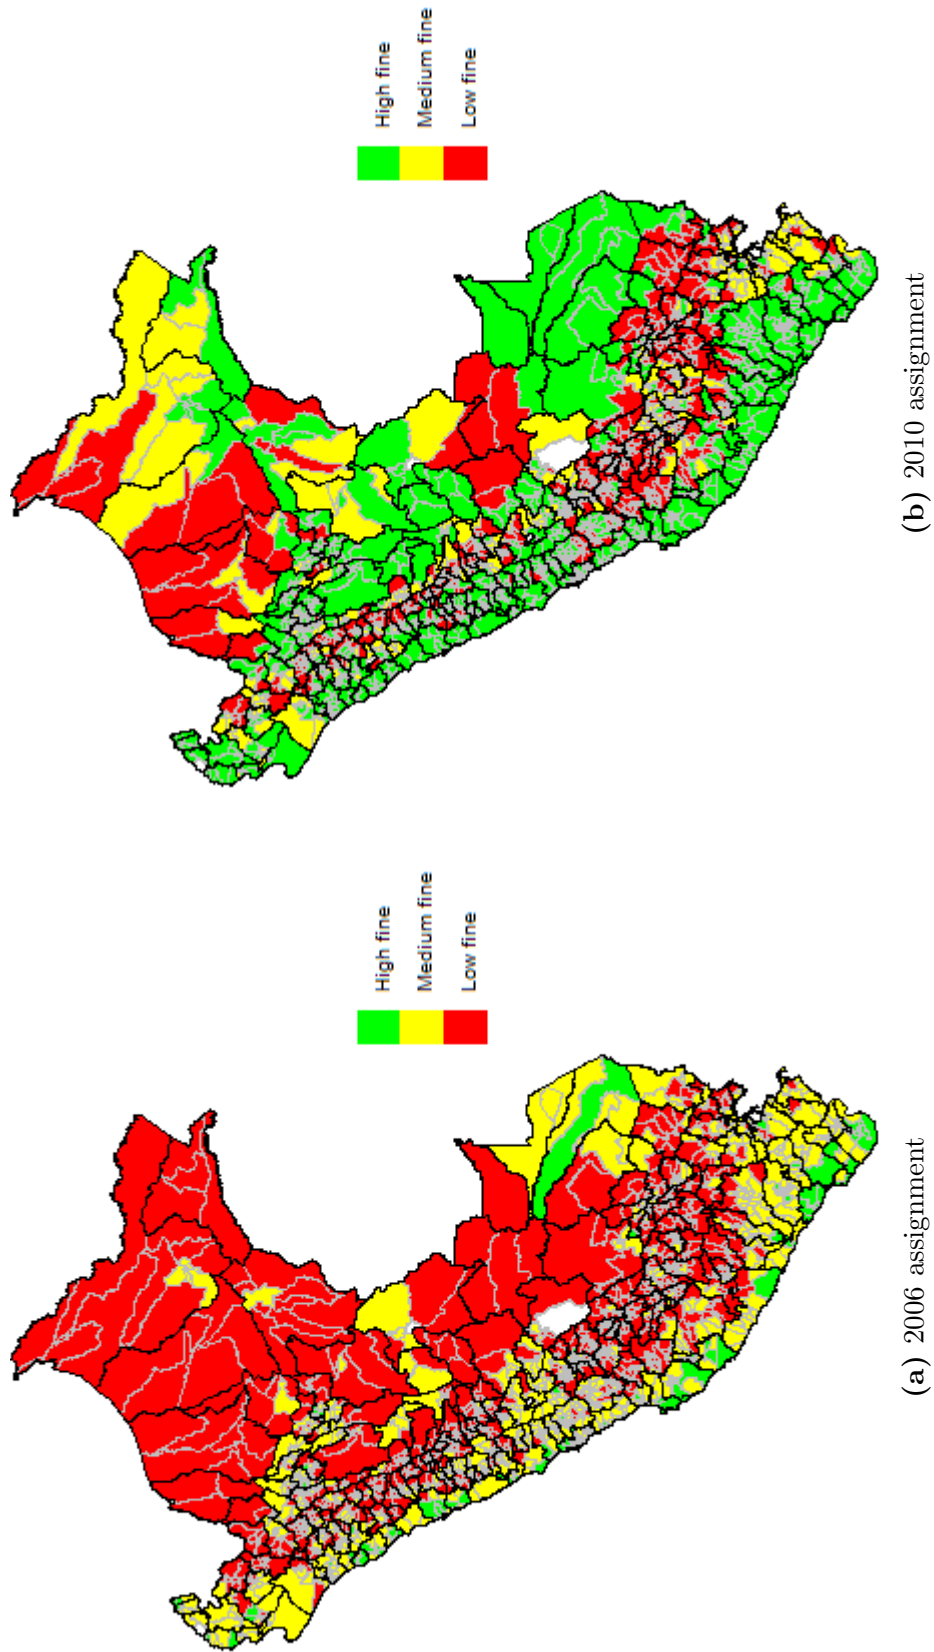 High fine
Medium fine
Low fine
(a) 2006 assignment
High fine
Medium fine
Low fine
(b) 2010 assignment